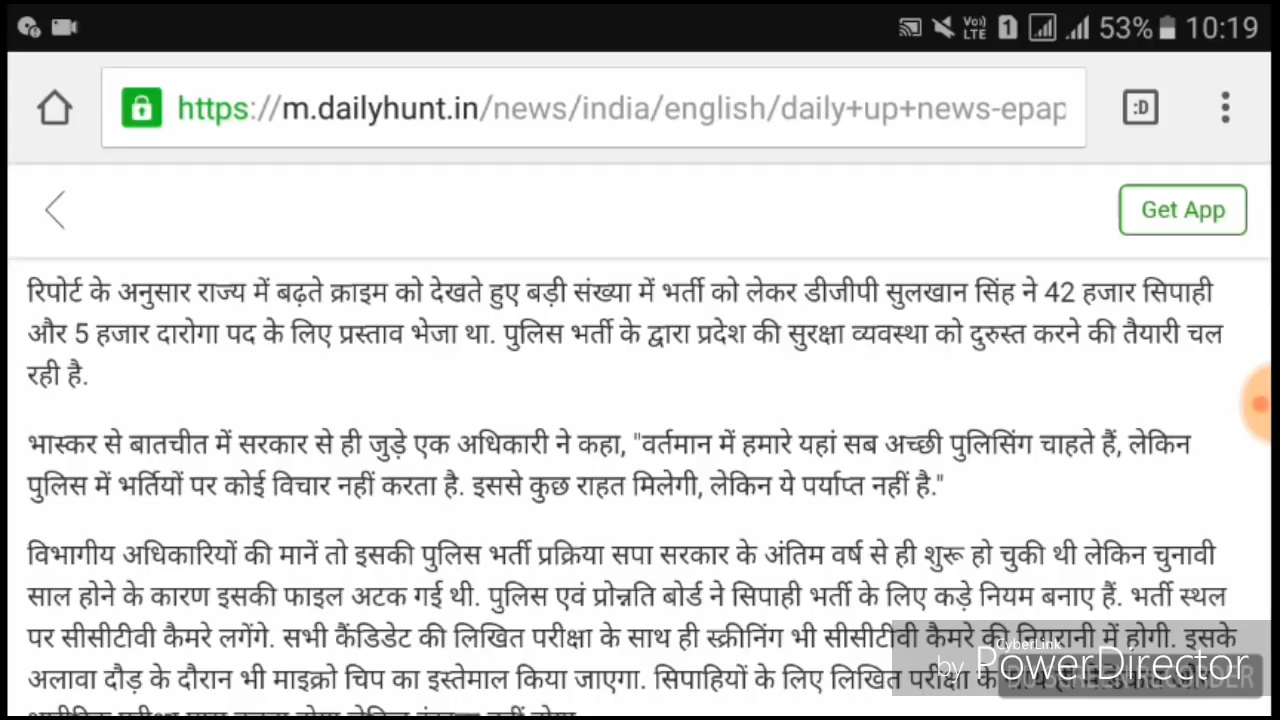 VoLTE 1 53% 10:19
https://m.dailyhunt.in/news/india/english/daily+up+news-epap
:D
Get App
रिपोर्ट के अनुसार राज्य में बढ़ते क्राइम को देखते हुए बड़ी संख्या में भर्ती को लेकर डीजीपी सुलखान सिंह ने 42 हजार सिपाही
और 5 हजार दारोगा पद के लिए प्रस्ताव भेजा था. पुलिस भर्ती के द्वारा प्रदेश की सुरक्षा व्यवस्था को दुरुस्त करने की तैयारी चल
रही है.
भास्कर से बातचीत में सरकार से ही जुड़े एक अधिकारी ने कहा, "वर्तमान में हमारे यहां सब अच्छी पुलिसिंग चाहते हैं, लेकिन
पुलिस में भर्तियों पर कोई विचार नहीं करता है. इससे कुछ राहत मिलेगी, लेकिन ये पर्याप्त नहीं है."
विभागीय अधिकारियों की मानें तो इसकी पुलिस भर्ती प्रक्रिया सपा सरकार के अंतिम वर्ष से ही शुरू हो चुकी थी लेकिन चुनावी
साल होने के कारण इसकी फाइल अटक गई थी. पुलिस एवं प्रोन्नति बोर्ड ने सिपाही भर्ती के लिए कड़े नियम बनाए हैं. भर्ती स्थल
पर सीसीटीवी कैमरे लगेंगे. सभी कैंडिडेट की लिखित परीक्षा के साथ ही स्क्रीनिंग भी सीसीटीवी कैमरे की निगरानी में होगी. इसके
अलावा दौड़ के दौरान भी माइक्रो चिप का इस्तेमाल किया जाएगा. सिपाहियों के लिए लिखित परीक्षा के
CyberLink
by PowerDirector